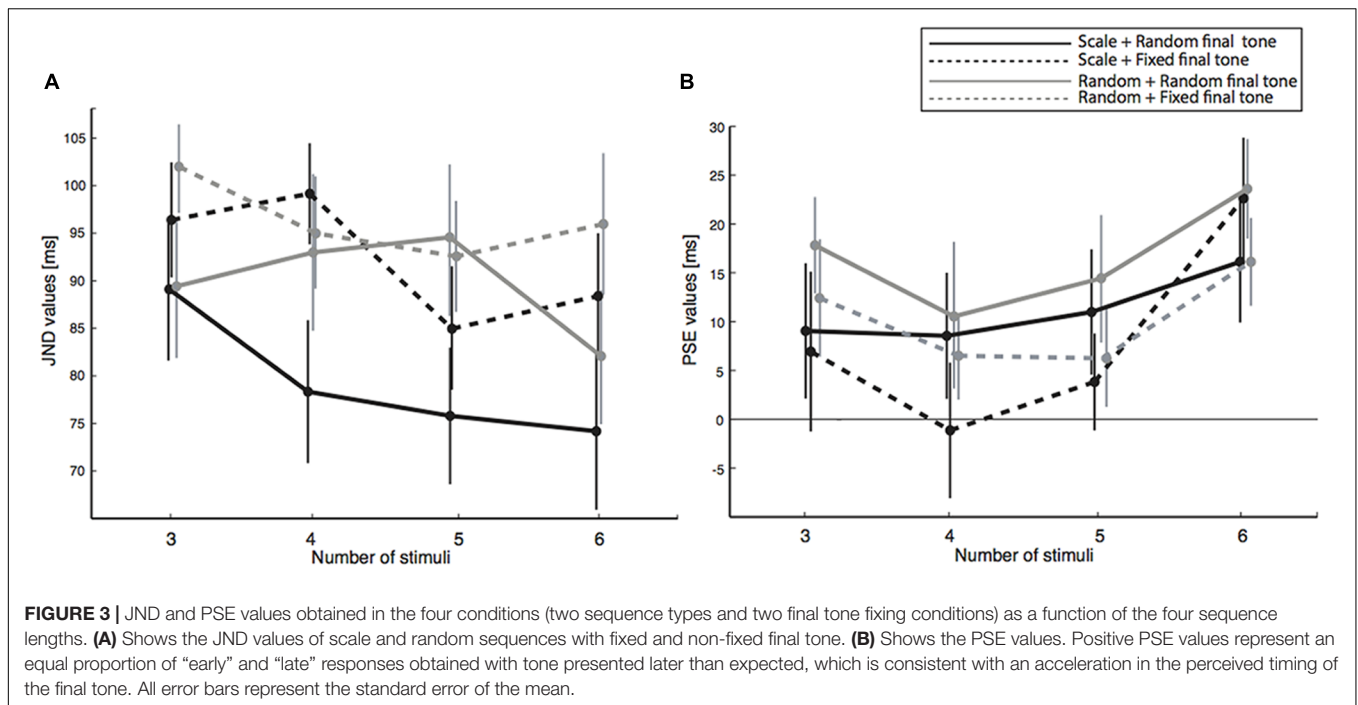 Scale + Random final tone
Scale + Fixed final tone
Random + Random final tone
Random + Fixed final tone
A
B
JND values [ms]
105
100
95
90
85
80
75
70
3
4
5
6
Number of stimuli
PSE values [ms]
30
25
20
15
10
5
0
-5
3
4
5
6
Number of stimuli
FIGURE 3 | JND and PSE values obtained in the four conditions (two sequence types and two final tone fixing conditions) as a function of the four sequence
lengths. (A) Shows the JND values of scale and random sequences with fixed and non-fixed final tone. (B) Shows the PSE values. Positive PSE values represent an
equal proportion of “early” and “late” responses obtained with tone presented later than expected, which is consistent with an acceleration in the perceived timing of
the final tone. All error bars represent the standard error of the mean.